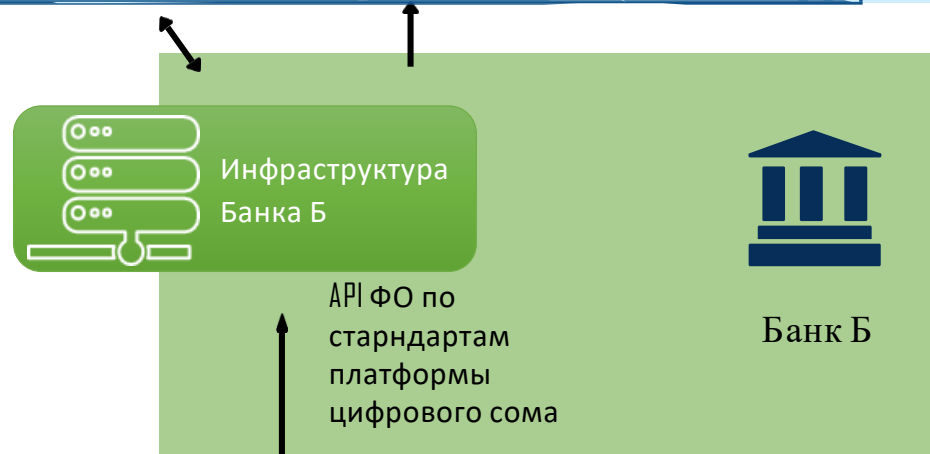 Инфраструктура
Банка Б
API ФО по
старндартам
платформы
цифрового сома
Банк Б